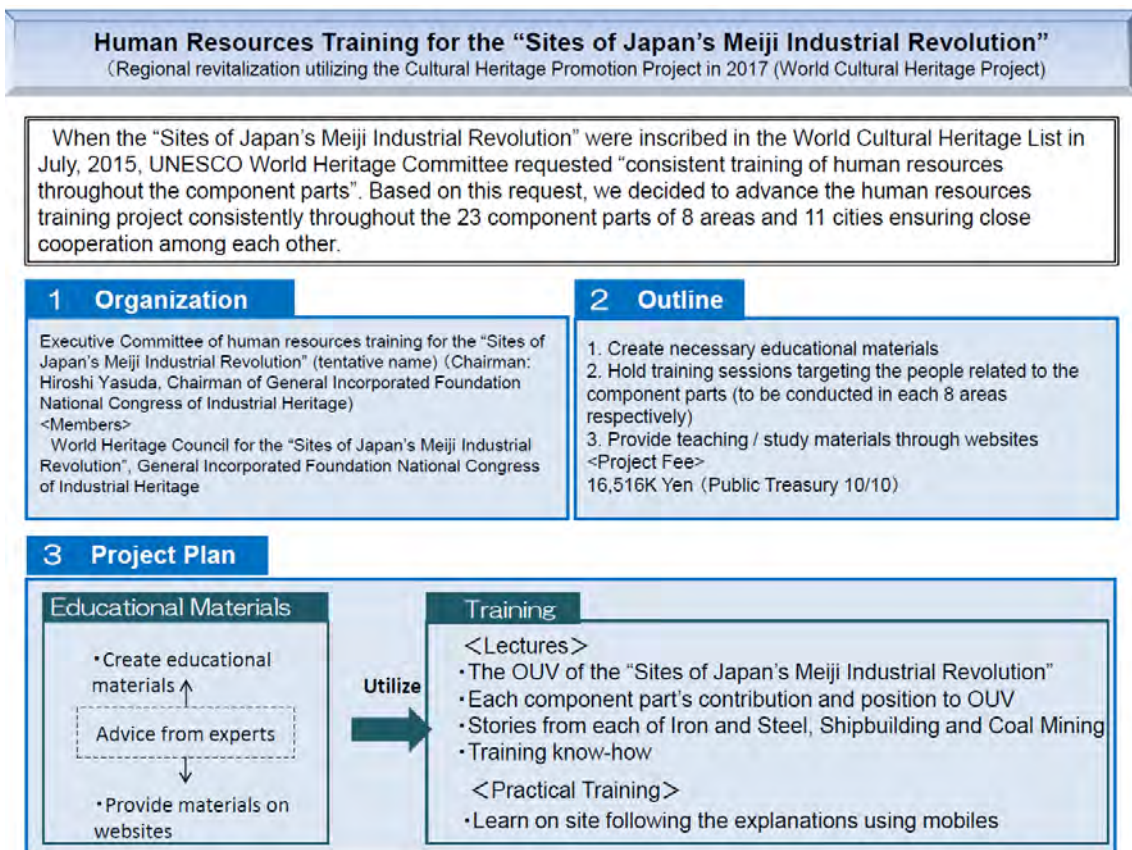 Human Resources Training for the “Sites of Japan’s Meiji Industrial Revolution”
(Regional revitalization utilizing the Cultural Heritage Promotion Project in 2017 (World Cultural Heritage Project)
When the “Sites of Japan’s Meiji Industrial Revolution” were inscribed in the World Cultural Heritage List in
July, 2015, UNESCO World Heritage Committee requested “consistent training of human resources
throughout the component parts”. Based on this request, we decided to advance the human resources
training project consistently throughout the 23 component parts of 8 areas and 11 cities ensuring close
cooperation among each other.
1 Organization
Executive Committee of human resources training for the “Sites of
Japan’s Meiji Industrial Revolution” (tentative name) (Chairman:
Hiroshi Yasuda, Chairman of General Incorporated Foundation
National Congress of Industrial Heritage)
<Members>
World Heritage Council for the “Sites of Japan’s Meiji Industrial
Revolution”, General Incorporated Foundation National Congress
of Industrial Heritage
2 Outline
1. Create necessary educational materials
2. Hold training sessions targeting the people related to the
component parts (to be conducted in each 8 areas
respectively)
3. Provide teaching / study materials through websites
<Project Fee>
16,516K Yen (Public Treasury 10/10)
3 Project Plan
Educational Materials
・Create educational
materials
Advice from experts
・Provide materials on
websites
Utilize
Training
<Lectures>
・The OUV of the “Sites of Japan’s Meiji Industrial Revolution”
・Each component part’s contribution and position to OUV
・Stories from each of Iron and Steel, Shipbuilding and Coal Mining
・Training know-how
<Practical Training>
・Learn on site following the explanations using mobiles